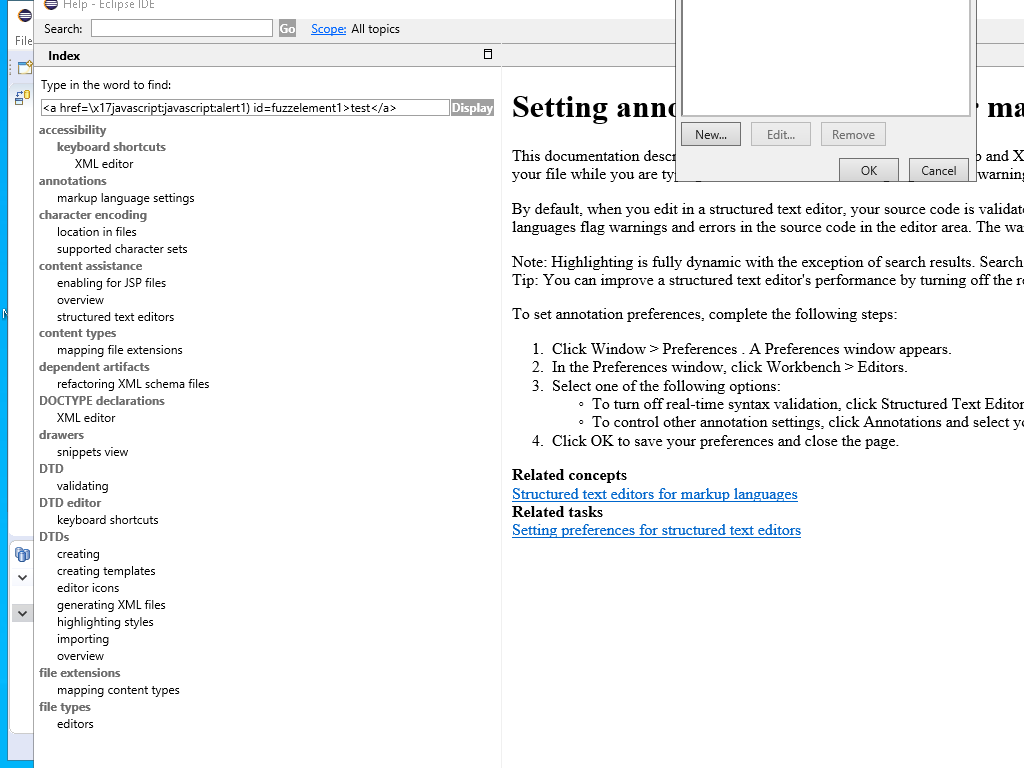 Help - Eclipse IDE
File
Search:
Go
Scope: All topics
Index
Type in the word to find:
<a href=\x17javascript:javascript:alert1) id=fuzzelement1>test</a>
Display
accessibility
keyboard shortcuts
XML editor
annotations
markup language settings
character encoding
location in files
supported character sets
content assistance
enabling for JSP files
overview
structured text editors
content types
mapping file extensions
dependent artifacts
refactoring XML schema files
DOCTYPE declarations
XML editor
drawers
snippets view
DTD
validating
DTD editor
keyboard shortcuts
DTDs
creating
creating templates
editor icons
generating XML files
highlighting styles
importing
overview
file extensions
mapping content types
file types
editors
New...
Edit...
Remove
OK
Cancel
Setting anno r ma
This documentation descr b and X
your file while you are ty warning
By default, when you edit in a structured text editor, your source code is validate
languages flag warnings and errors in the source code in the editor area. The wa
Note: Highlighting is fully dynamic with the exception of search results. Search
Tip: You can improve a structured text editor's performance by turning off the re
To set annotation preferences, complete the following steps:
1. Click Window > Preferences . A Preferences window appears.
2. In the Preferences window, click Workbench > Editors.
3. Select one of the following options:
◦ To turn off real-time syntax validation, click Structured Text Editor
◦ To control other annotation settings, click Annotations and select yo
4. Click OK to save your preferences and close the page.
Related concepts
Structured text editors for markup languages
Related tasks
Setting preferences for structured text editors